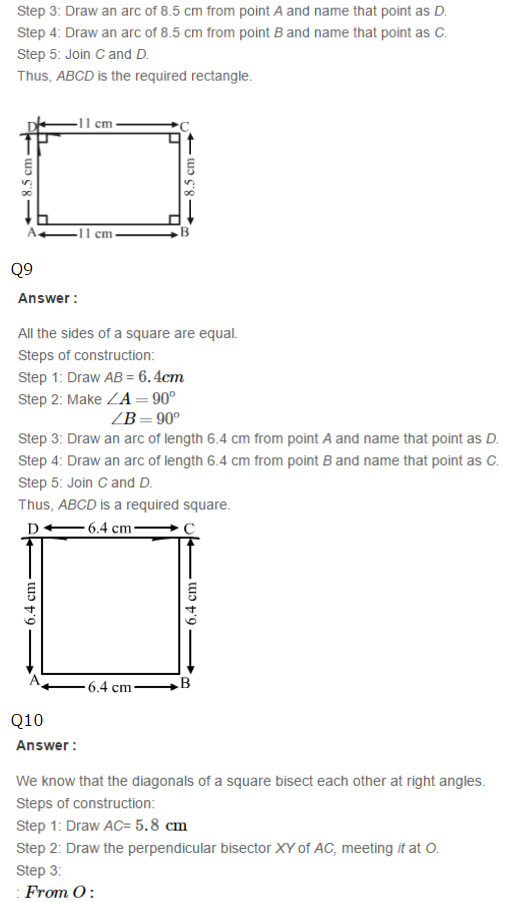 Step 3: Draw an arc of 8.5 cm from point A and name that point as D.
Step 4: Draw an arc of 8.5 cm from point B and name that point as C.
Step 5: Join C and D.
Thus, ABCD is the required rectangle.
D 11 cm C
8.5 cm 8.5 cm
A 11 cm B
Q9
Answer :
All the sides of a square are equal.
Steps of construction:
Step 1: Draw AB = 6.4cm
Step 2: Make ∠A = 90°
∠B = 90°
Step 3: Draw an arc of length 6.4 cm from point A and name that point as D.
Step 4: Draw an arc of length 6.4 cm from point B and name that point as C.
Step 5: Join C and D.
Thus, ABCD is a required square.
D 6.4 cm C
6.4 cm 6.4 cm
A 6.4 cm B
Q10
Answer :
We know that the diagonals of a square bisect each other at right angles.
Steps of construction:
Step 1: Draw AC= 5.8 cm
Step 2: Draw the perpendicular bisector XY of AC, meeting it at O.
Step 3:
: From O :